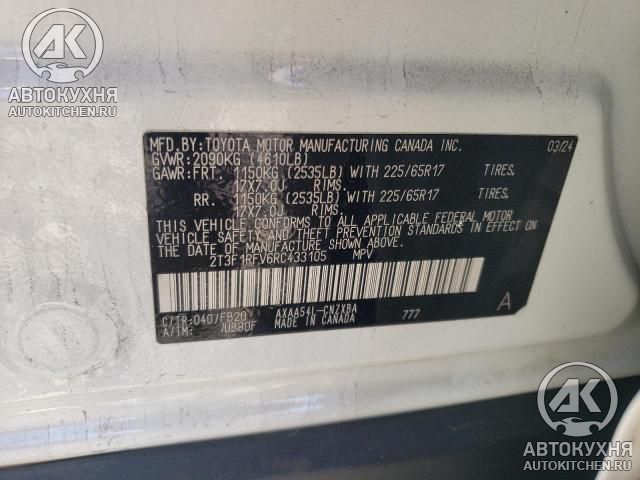 AK
АВТОКУХНЯ
AUTOKITCHEN.RU
MFD.BY:TOYOTA MOTOR MANUFACTURING CANADA INC. 03/24
GVWR:2090KG (4610LB)
GAWR:FRT. 1150KG (2535LB) WITH 225/65R17 TIRES,
17X7.0J RIMS.
RR. 1150KG (2535LB) WITH 225/65R17 TIRES,
17X7.0J RIMS.
THIS VEHICLE CONFORMS TO ALL APPLICABLE FEDERAL MOTOR
VEHICLE SAFETY AND THEFT PREVENTION STANDARDS IN EFFECT
ON THE DATE OF MANUFACTURE SHOWN ABOVE.
2T3F1RFV6RC433105 MPV
C/TR:040/FB20 AXAA54L-CNZXBA 777 A
A/TM: /UB80F MADE IN CANADA
AK
АВТОКУХНЯ
AUTOKITCHEN.RU